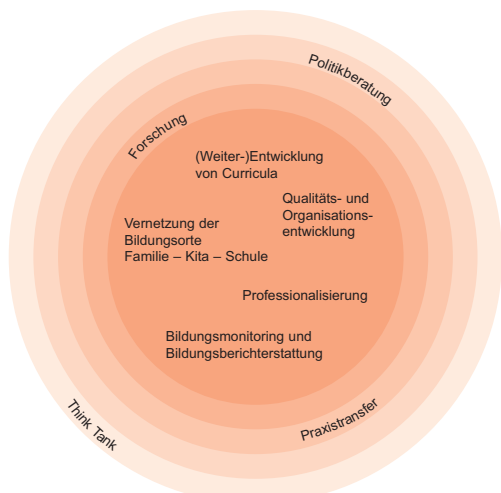 Politikberatung
Forschung
(Weiter-)Entwicklung
von Curricula
Qualitäts- und
Organisations-
entwicklung
Vernetzung der
Bildungsorte
Familie – Kita – Schule
Professionalisierung
Bildungsmonitoring und
Bildungsberichterstattung
Think Tank
Praxistransfer